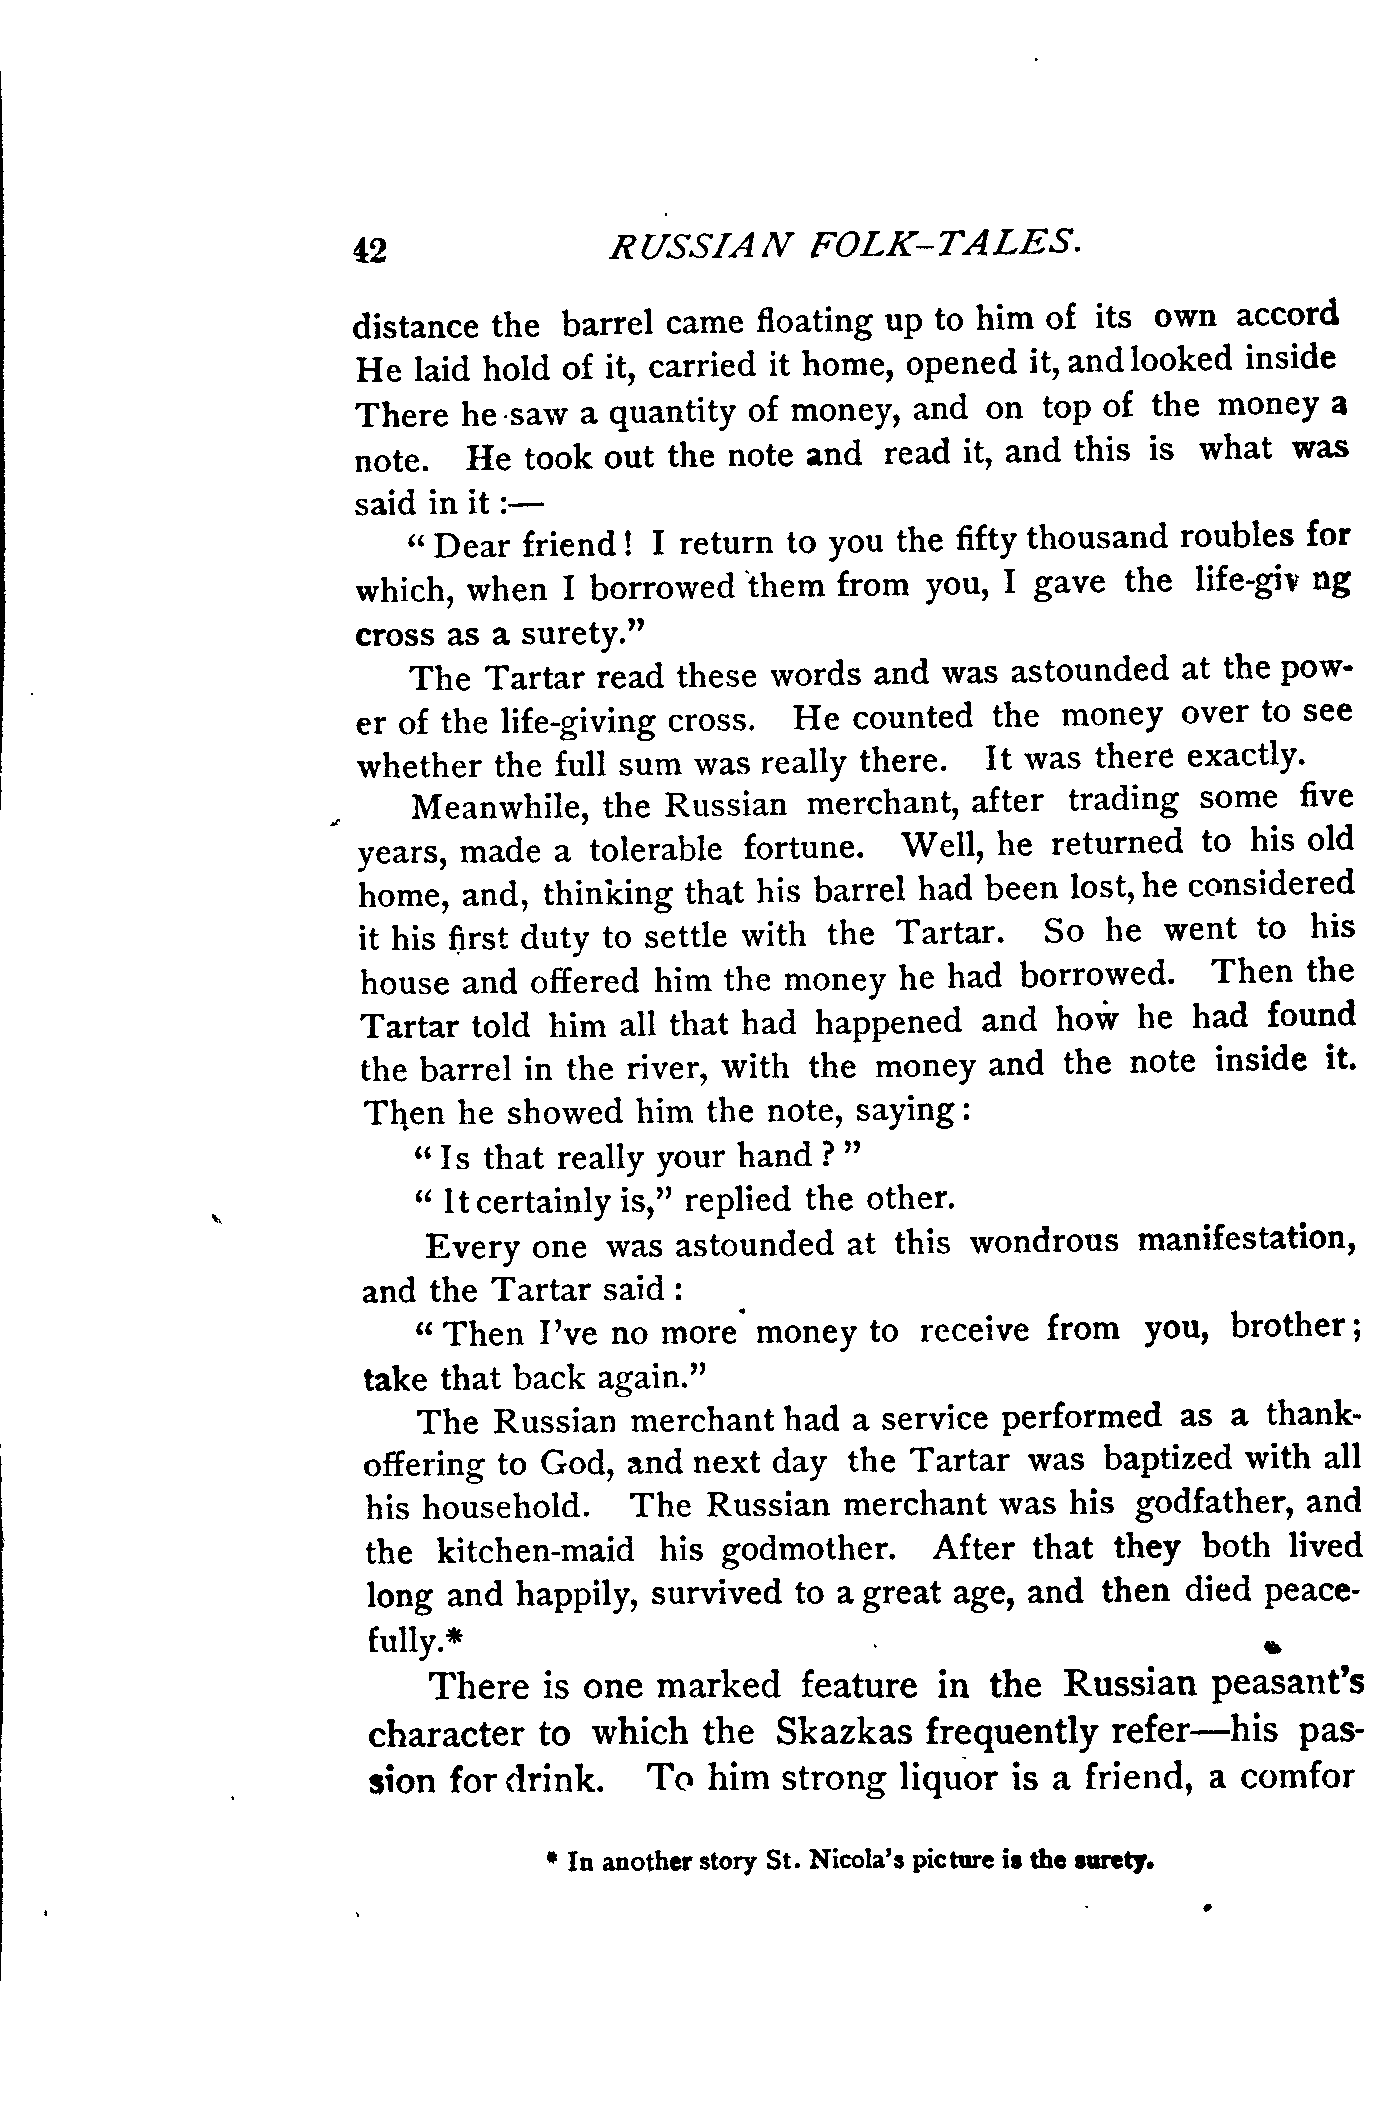 42 RUSSIAN FOLK-TALES.
distance the barrel came floating up to him of its own accord
He laid hold of it, carried it home, opened it, and looked inside
There he saw a quantity of money, and on top of the money a
note. He took out the note and read it, and this is what was
said in it :—
“ Dear friend! I return to you the fifty thousand roubles for
which, when I borrowed them from you, I gave the life-giv ng
cross as a surety.”
The Tartar read these words and was astounded at the pow-
er of the life-giving cross. He counted the money over to see
whether the full sum was really there. It was there exactly.
Meanwhile, the Russian merchant, after trading some five
years, made a tolerable fortune. Well, he returned to his old
home, and, thinking that his barrel had been lost, he considered
it his first duty to settle with the Tartar. So he went to his
house and offered him the money he had borrowed. Then the
Tartar told him all that had happened and how he had found
the barrel in the river, with the money and the note inside it.
Then he showed him the note, saying :
“ Is that really your hand ? ”
“ It certainly is,” replied the other.
Every one was astounded at this wondrous manifestation,
and the Tartar said :
“ Then I’ve no more money to receive from you, brother ;
take that back again.”
The Russian merchant had a service performed as a thank-
offering to God, and next day the Tartar was baptized with all
his household. The Russian merchant was his godfather, and
the kitchen-maid his godmother. After that they both lived
long and happily, survived to a great age, and then died peace-
fully.*
There is one marked feature in the Russian peasant’s
character to which the Skazkas frequently refer—his pas-
sion for drink. To him strong liquor is a friend, a comfor
* In another story St. Nicola’s picture is the surety.